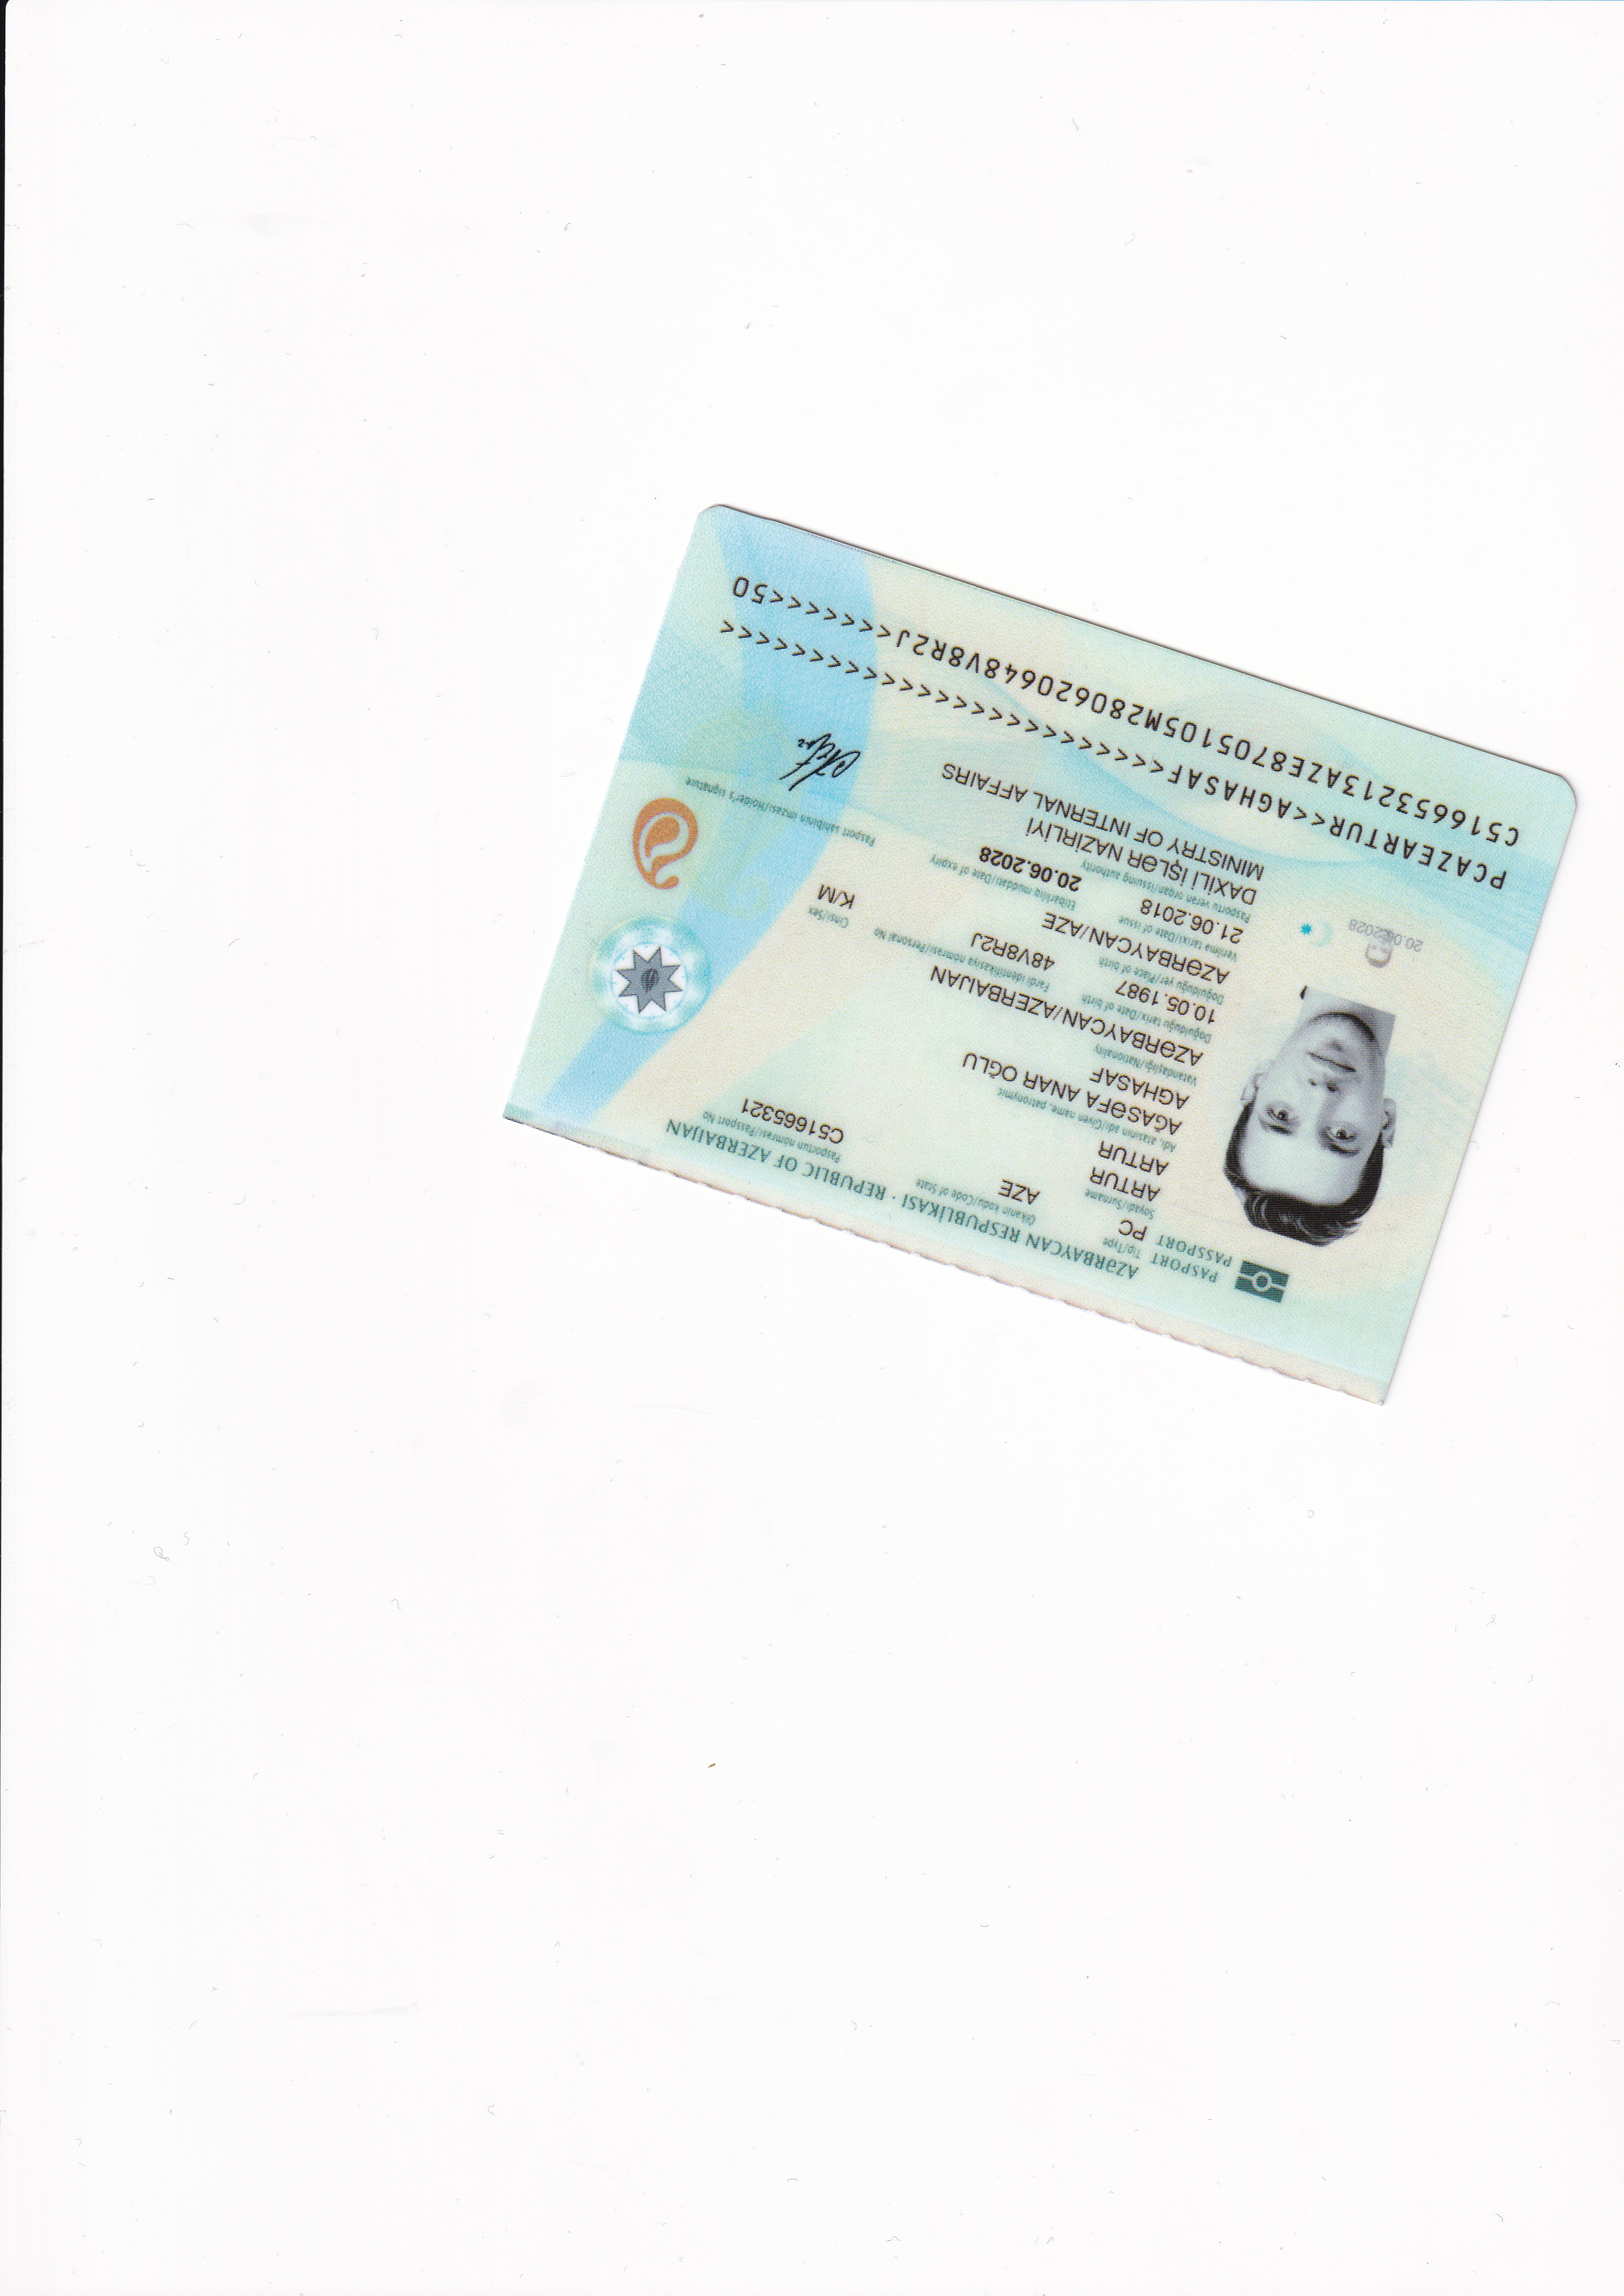 AZƏRBAYCAN RESPUBLİKASI · REPUBLIC OF AZERBAIJAN
PASSPORT
PASSPORT
Tip/Type
PC
Ölkənin kodu/Code of State
AZE
Pasportun nömrəsi/Passport No
C51665321
Soyadı/Surname
ARTUR
ARTUR
Adı, atasının adı/Given name, patronymic
AĞASƏFA ANAR OĞLU
AGHASAF
Vətəndaşlığı/Nationality
AZƏRBAYCAN/AZERBAIJAN
Doğulduğu tarix/Date of birth
10.05.1987
Fərdi identifikasiya nömrəsi/Personal No
48V8R2J
Cinsi/Sex
K/M
Doğulduğu yer/Place of birth
AZƏRBAYCAN/AZE
Verilmə tarixi/Date of issue
21.06.2018
Etibarlılıq müddəti/Date of expiry
20.06.2028
Pasport sahibinin imzası/Holder's signature
Pasportu verən orqan/Issuing authority
DAXİLİ İŞLƏR NAZİRLİYİ
MINISTRY OF INTERNAL AFFAIRS
20.06.2028
PCAZEARTUR<<AGHASAF<<<<<<<<<<<<<<<<<<<<<<<<<
C516653213AZE8705105M280620648V8R2J<<<<<<<50